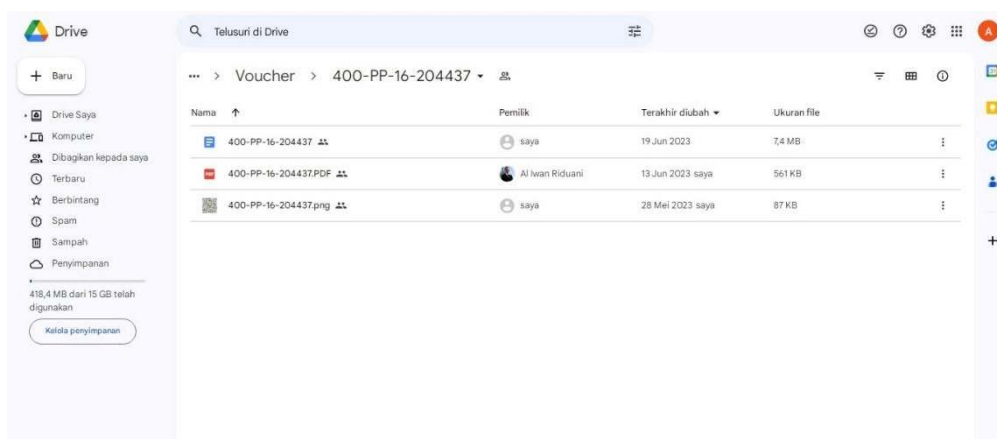 Drive
Telusuri di Drive
A
Baru
... > Voucher > 400-PP-16-204437
Drive Saya
Komputer
Dibagikan kepada saya
Terbaru
Berbintang
Spam
Sampah
Penyimpanan
418,4 MB dari 15 GB telah
digunakan
Kelola penyimpanan
Nama Pemilik Terakhir diubah Ukuran file
400-PP-16-204437 saya 19 Jun 2023 7,4 MB
400-PP-16-204437.PDF Al Iwan Riduani 13 Jun 2023 saya 561 KB
400-PP-16-204437.png saya 28 Mei 2023 saya 87 KB